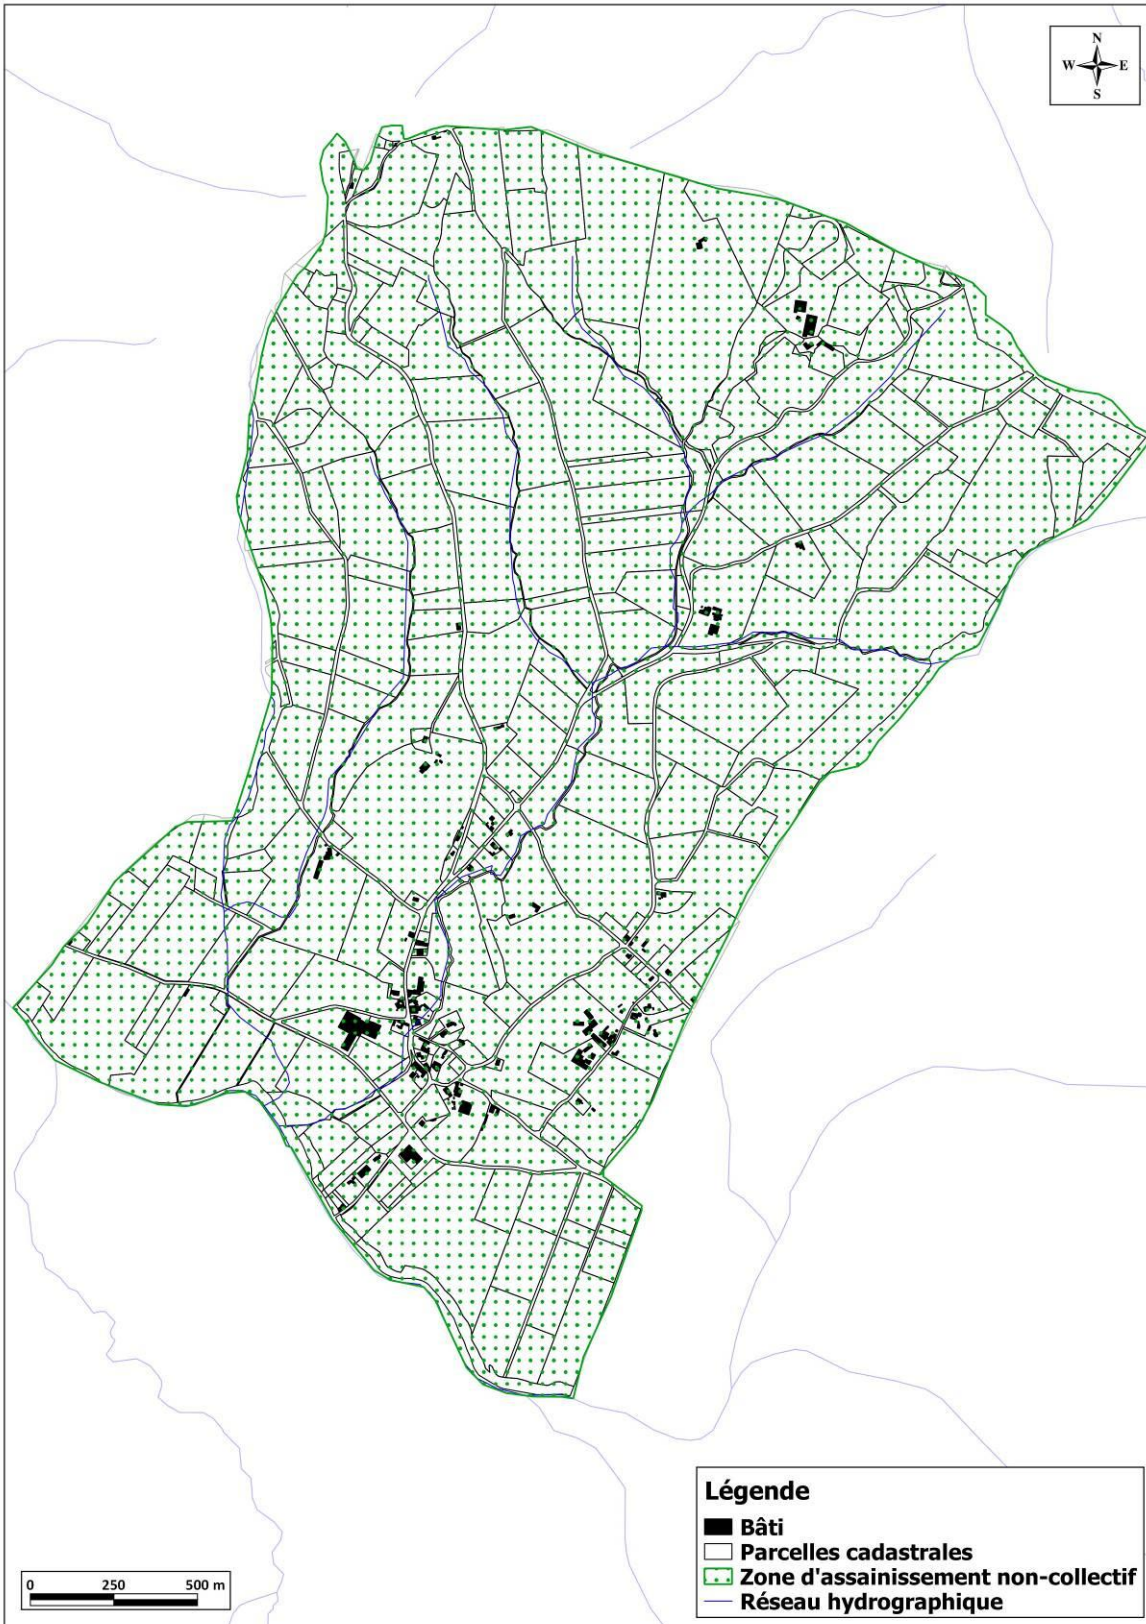 N
W E
S
Légende
Bâti
Parcelles cadastrales
Zone d'assainissement non-collectif
Réseau hydrographique
0 250 500 m